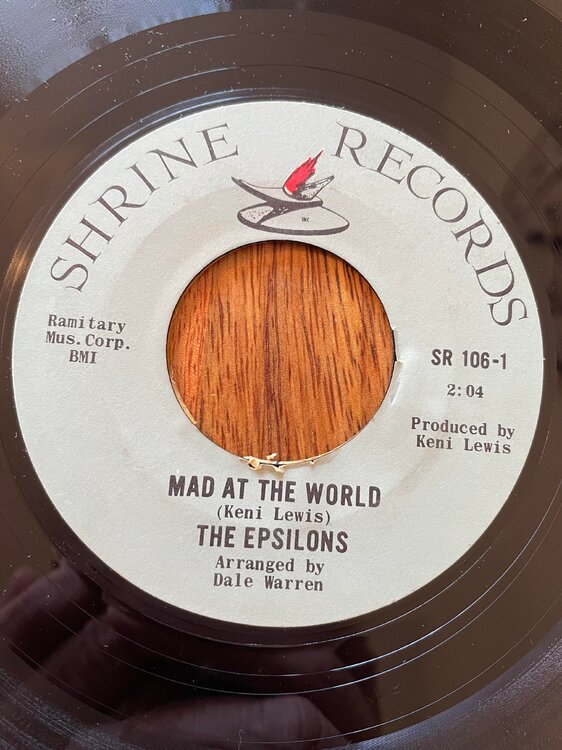 SHRINE RECORDS
INC.
Ramitary
Mus. Corp.
BMI
SR 106-1
2:04
Produced by
Keni Lewis
MAD AT THE WORLD
(Keni Lewis)
THE EPSILONS
Arranged by
Dale Warren